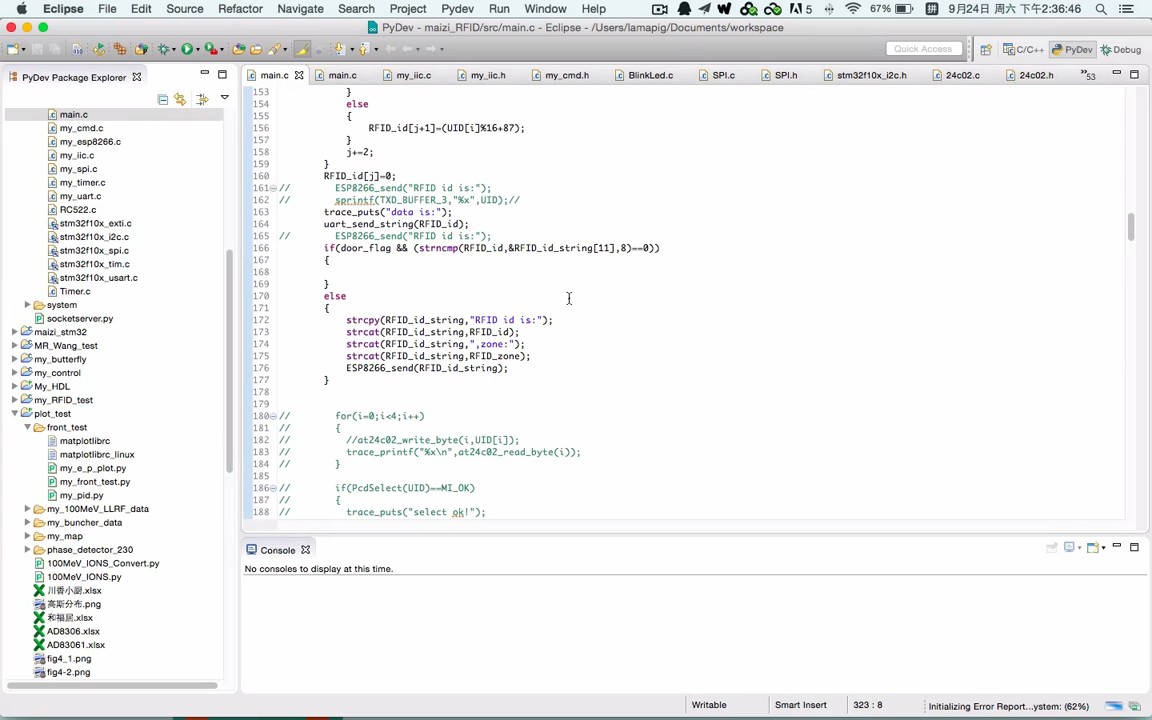 Eclipse File Edit Source Refactor Navigate Search Project Pydev Run Window Help 5 67% 拼 9月24日 周六 下午2:36:46
PyDev - maizi_RFID/src/main.c - Eclipse - /Users/lamapig/Documents/workspace
Quick Access C/C++ PyDev Debug
PyDev Package Explorer
main.c
my_cmd.c
my_esp8266.c
my_iic.c
my_spi.c
my_timer.c
my_uart.c
RC522.c
stm32f10x_exti.c
stm32f10x_i2c.c
stm32f10x_spi.c
stm32f10x_tim.c
stm32f10x_usart.c
Timer.c
system
socketserver.py
maizi_stm32
MR_Wang_test
my_butterfly
my_control
My_HDL
my_RFID_test
plot_test
front_test
matplotlibrc
matplotlibrc_linux
my_e_p_plot.py
my_front_test.py
my_pid.py
my_100MeV_LLRF_data
my_buncher_data
my_map
phase_detector_230
100MeV_IONS_Convert.py
100MeV_IONS.py
川香小厨.xlsx
高斯分布.png
和福居.xlsx
AD8306.xlsx
AD83061.xlsx
fig4_1.png
fig4-2.png
main.c main.c my_iic.c my_iic.h my_cmd.h BlinkLed.c SPI.c SPI.h stm32f10x_i2c.h 24c02.c 24c02.h 53
153 }
154 else
155 {
156 RFID_id[j+1]=(UID[i]%16+87);
157 }
158 j+=2;
159 }
160 RFID_id[j]=0;
161 // ESP8266_send("RFID id is:");
162 // sprintf(TXD_BUFFER_3,"%x",UID);//
163 trace_puts("data is:");
164 uart_send_string(RFID_id);
165 // ESP8266_send("RFID id is:");
166 if(door_flag && (strncmp(RFID_id,&RFID_id_string[11],8)==0))
167 {
168
169 }
170 else
171 {
172 strcpy(RFID_id_string,"RFID id is:");
173 strcat(RFID_id_string,RFID_id);
174 strcat(RFID_id_string,",zone:");
175 strcat(RFID_id_string,RFID_zone);
176 ESP8266_send(RFID_id_string);
177 }
178
179
180 // for(i=0;i<4;i++)
181 // {
182 // //at24c02_write_byte(i,UID[i]);
183 // trace_printf("%x\n",at24c02_read_byte(i));
184 // }
185
186 // if(PcdSelect(UID)==MI_OK)
187 // {
188 // trace_puts("select ok!");
Console
No consoles to display at this time.
Writable Smart Insert 323 : 8 Initializing Error Report...ystem: (62%)